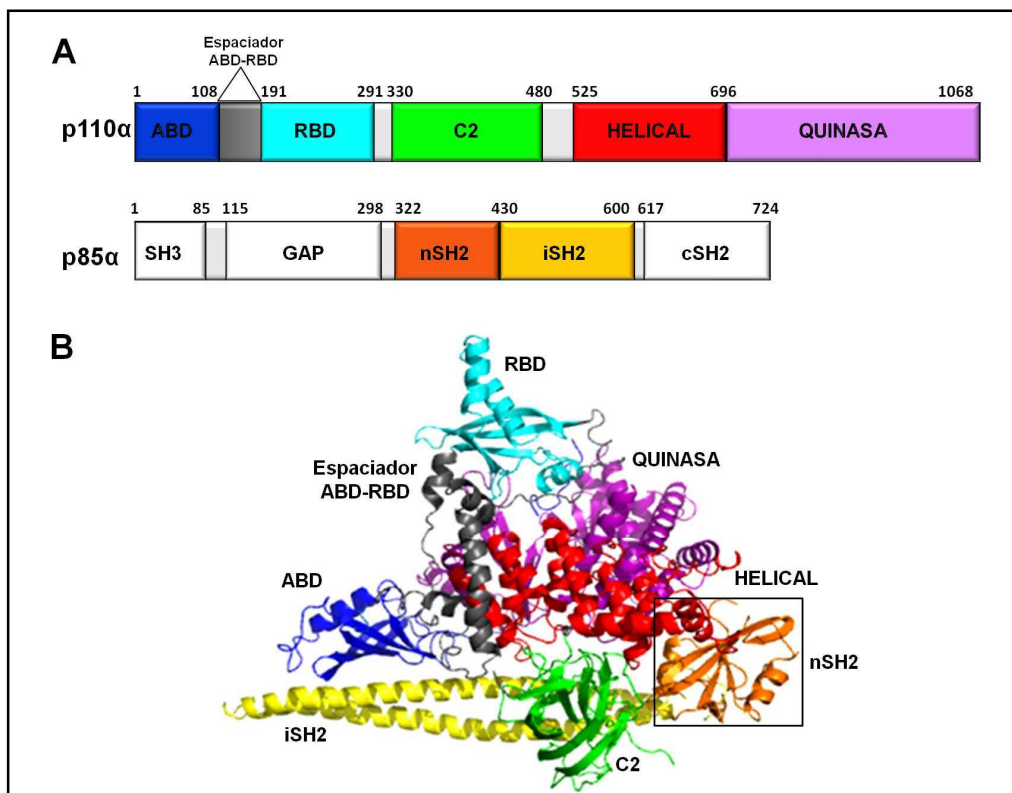 A
Espaciador
ABD-RBD
1 108 191 291 330 480 525 696 1068
p110α ABD RBD C2 HELICAL QUINASA
1 85 115 298 322 430 600 617 724
p85α SH3 GAP nSH2 iSH2 cSH2
B
RBD
Espaciador
ABD-RBD
QUINASA
ABD
HELICAL
nSH2
iSH2
C2